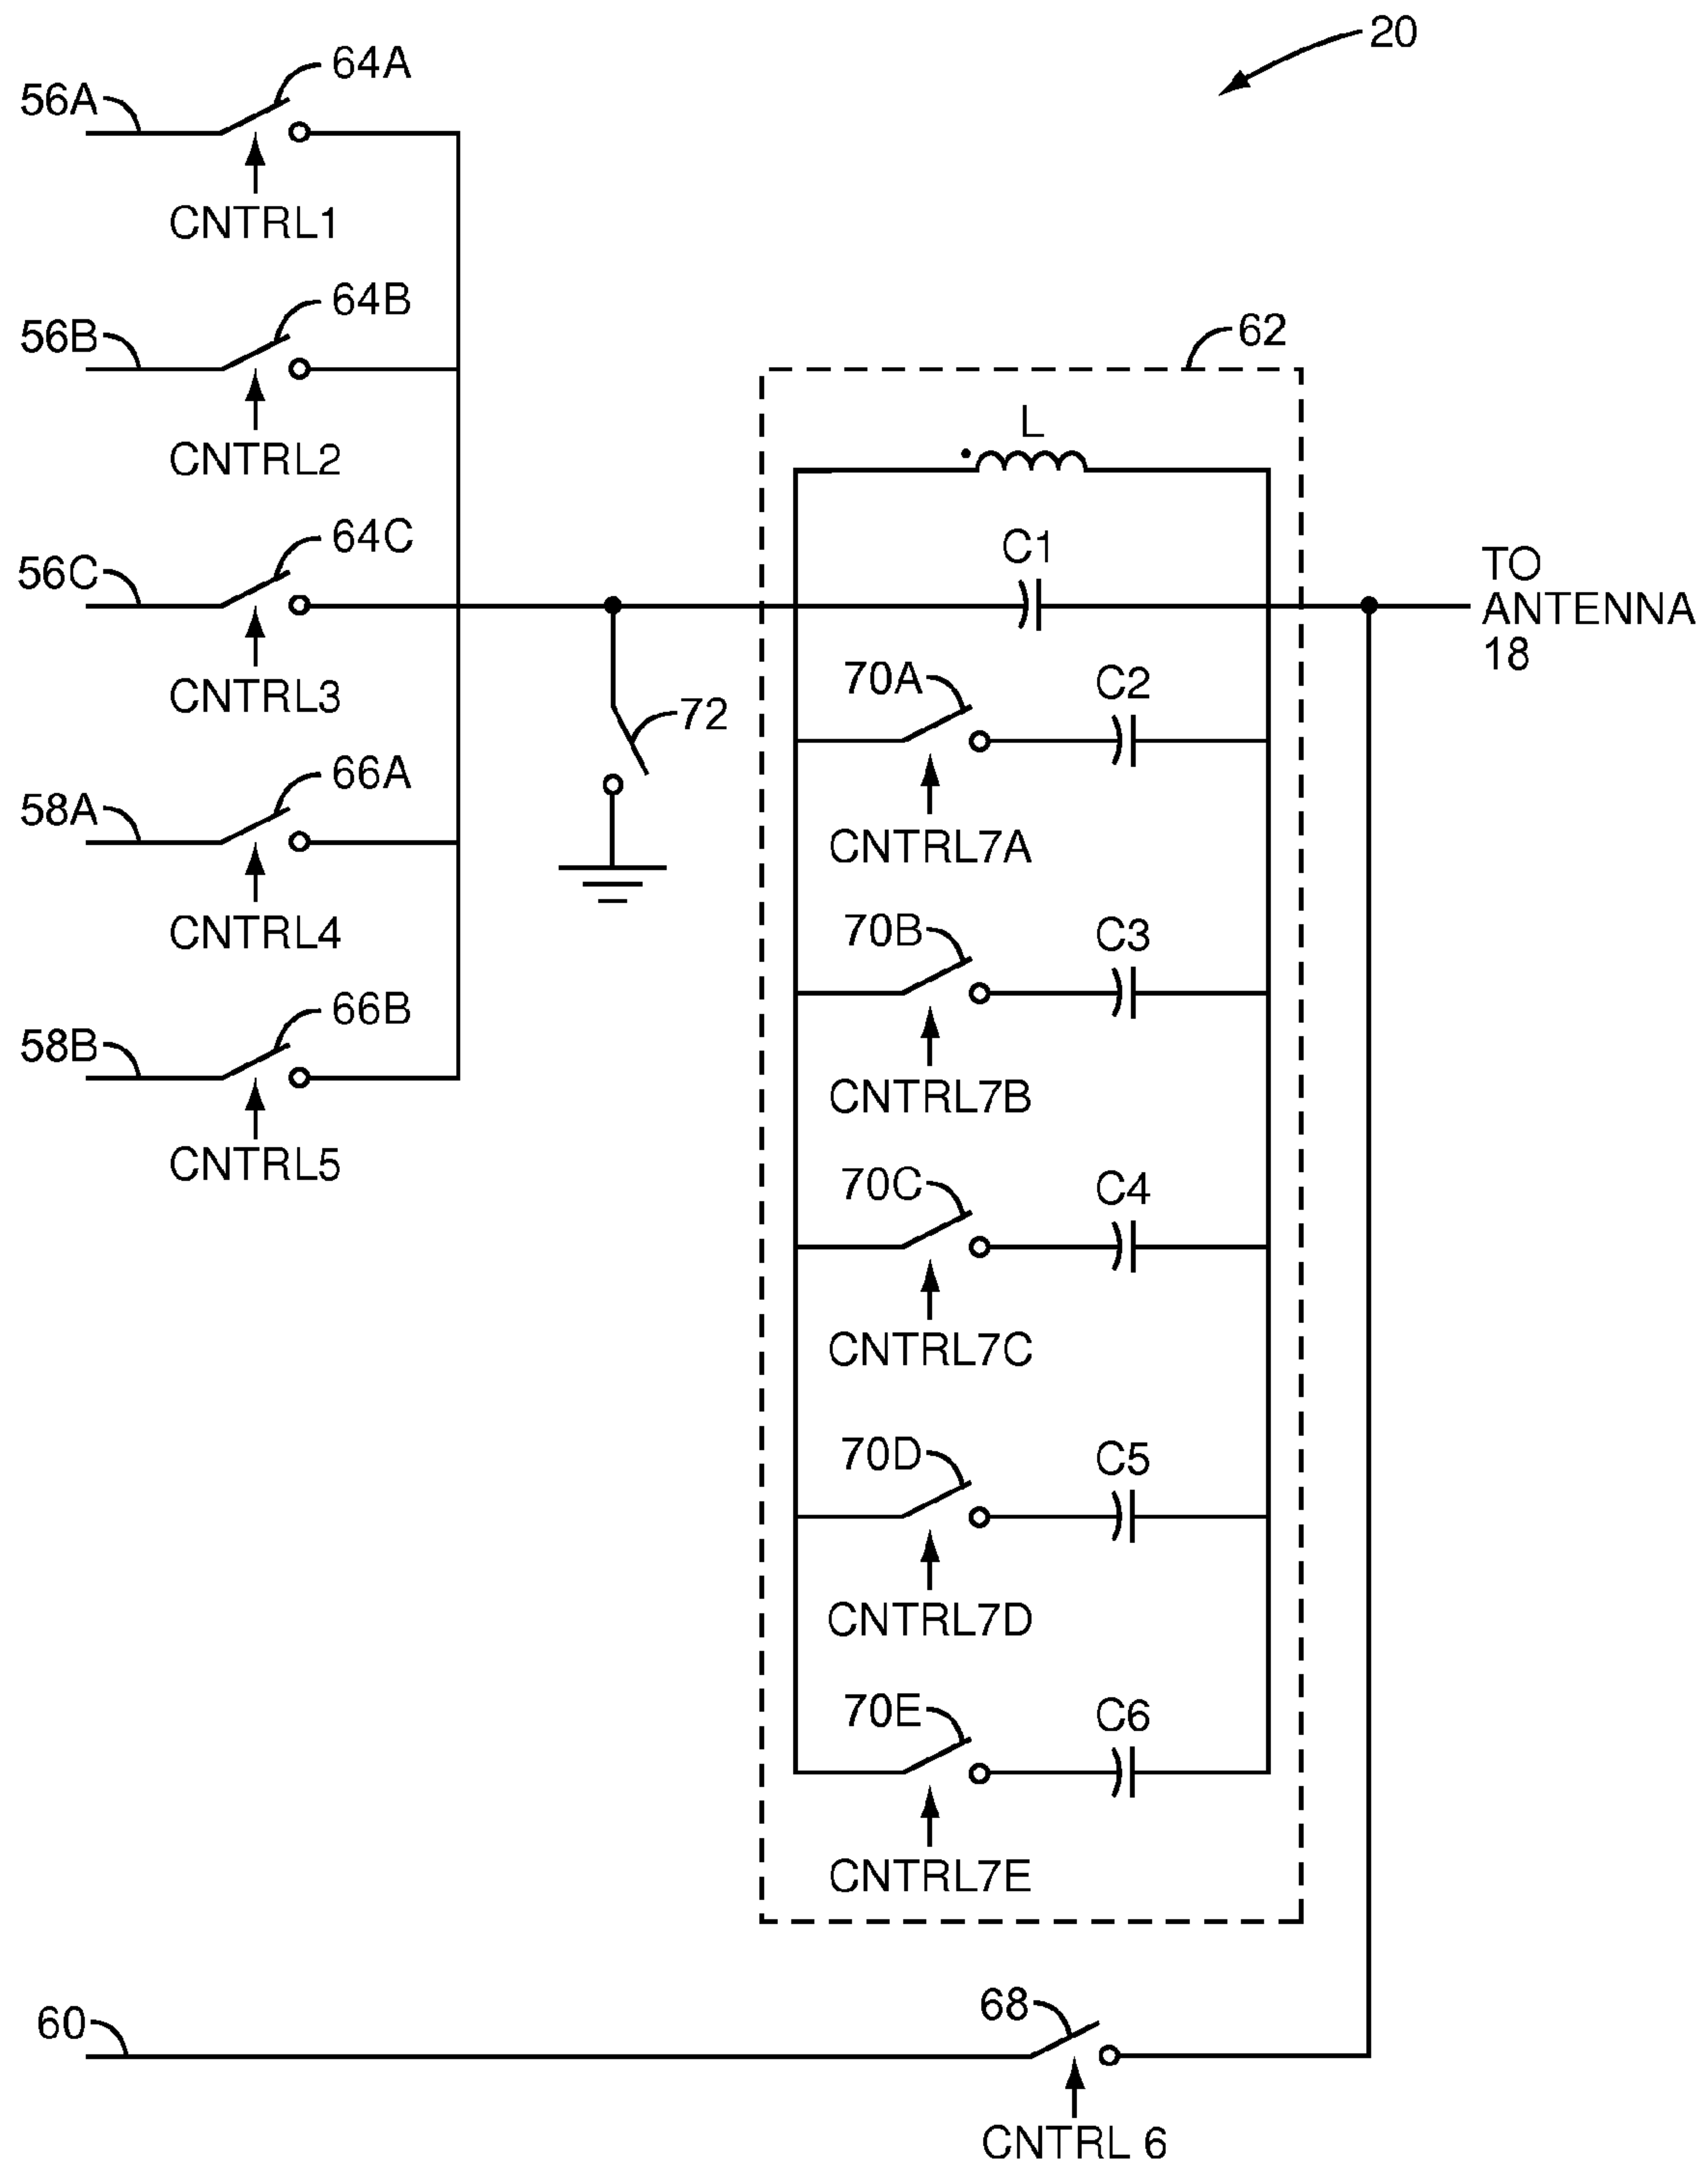 20
64A
56A
CNTRL1
64B
56B
CNTRL2
64C
56C
CNTRL3
66A
58A
CNTRL4
66B
58B
CNTRL5
72
62
L
C1
TO
ANTENNA
18
70A
C2
CNTRL7A
70B
C3
CNTRL7B
70C
C4
CNTRL7C
70D
C5
CNTRL7D
70E
C6
CNTRL7E
60
68
CNTRL 6